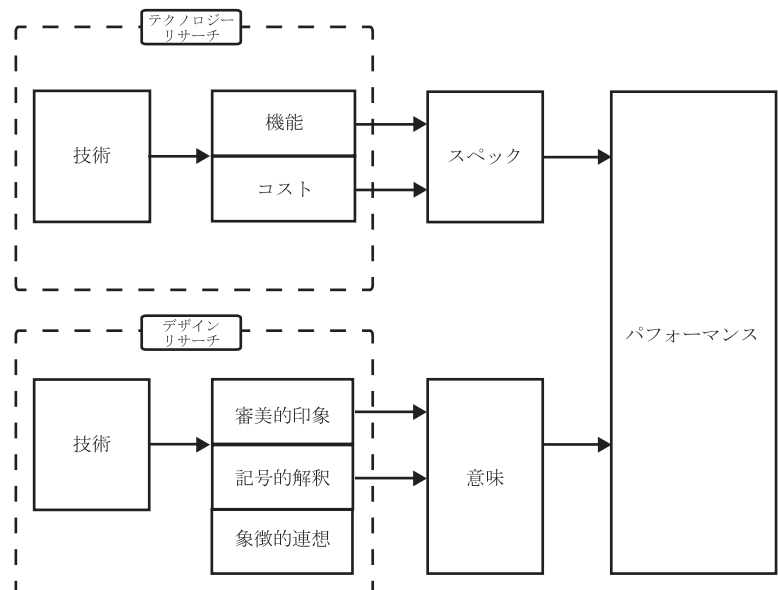 テクノロジー
リサーチ
技術
機能
コスト
スペック
パフォーマンス
デザイン
リサーチ
技術
審美的印象
記号的解釈
象徴的連想
意味